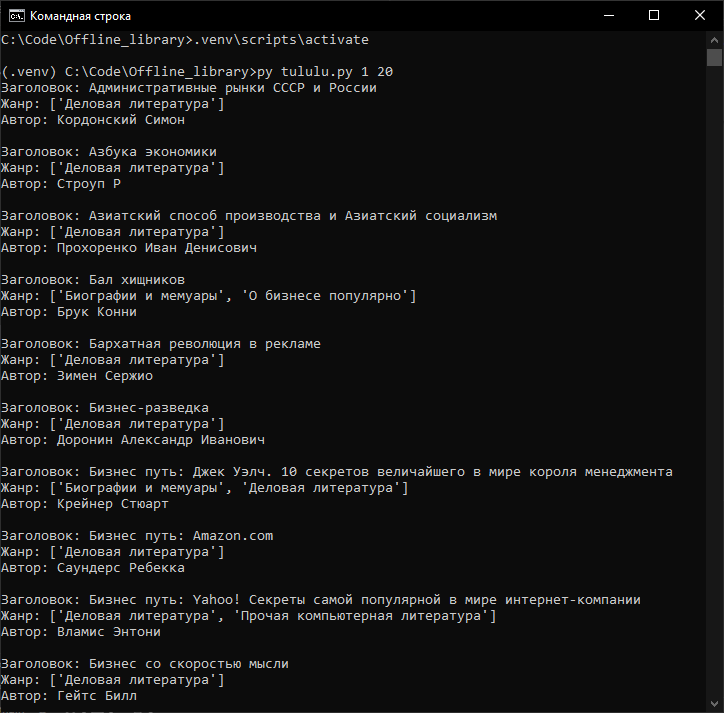 Командная строка
C:\Code\Offline_library>.venv\scripts\activate
(.venv) C:\Code\Offline_library>py tululu.py 1 20
Заголовок: Административные рынки СССР и России
Жанр: ['Деловая литература']
Автор: Кордонский Симон
Заголовок: Азбука экономики
Жанр: ['Деловая литература']
Автор: Строуп Р
Заголовок: Азиатский способ производства и Азиатский социализм
Жанр: ['Деловая литература']
Автор: Прохоренко Иван Денисович
Заголовок: Бал хищников
Жанр: ['Биографии и мемуары', 'О бизнесе популярно']
Автор: Брук Конни
Заголовок: Бархатная революция в рекламе
Жанр: ['Деловая литература']
Автор: Зимен Сержио
Заголовок: Бизнес-разведка
Жанр: ['Деловая литература']
Автор: Доронин Александр Иванович
Заголовок: Бизнес путь: Джек Уэлч. 10 секретов величайшего в мире короля менеджмента
Жанр: ['Биографии и мемуары', 'Деловая литература']
Автор: Крейнер Стюарт
Заголовок: Бизнес путь: Amazon.com
Жанр: ['Деловая литература']
Автор: Саундерс Ребекка
Заголовок: Бизнес путь: Yahoo! Секреты самой популярной в мире интернет-компании
Жанр: ['Деловая литература', 'Прочая компьютерная литература']
Автор: Вламис Энтони
Заголовок: Бизнес со скоростью мысли
Жанр: ['Деловая литература']
Автор: Гейтс Билл